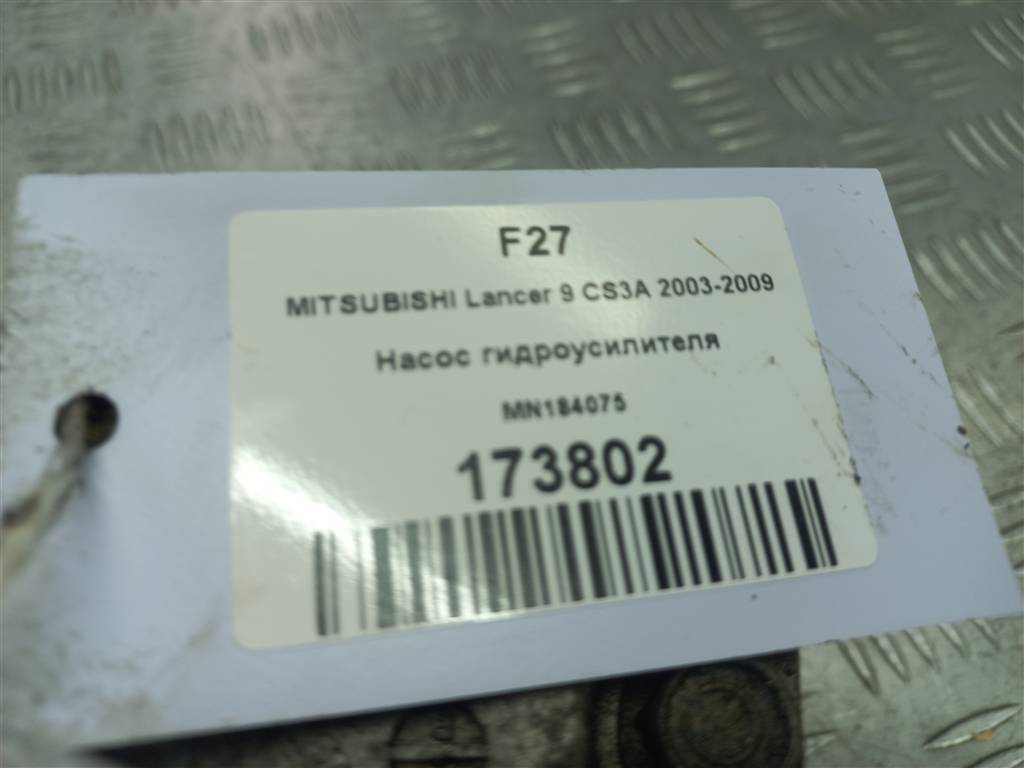 F27
MITSUBISHI Lancer 9 CS3A 2003-2009
Насос гидроусилителя
MN184075
173802